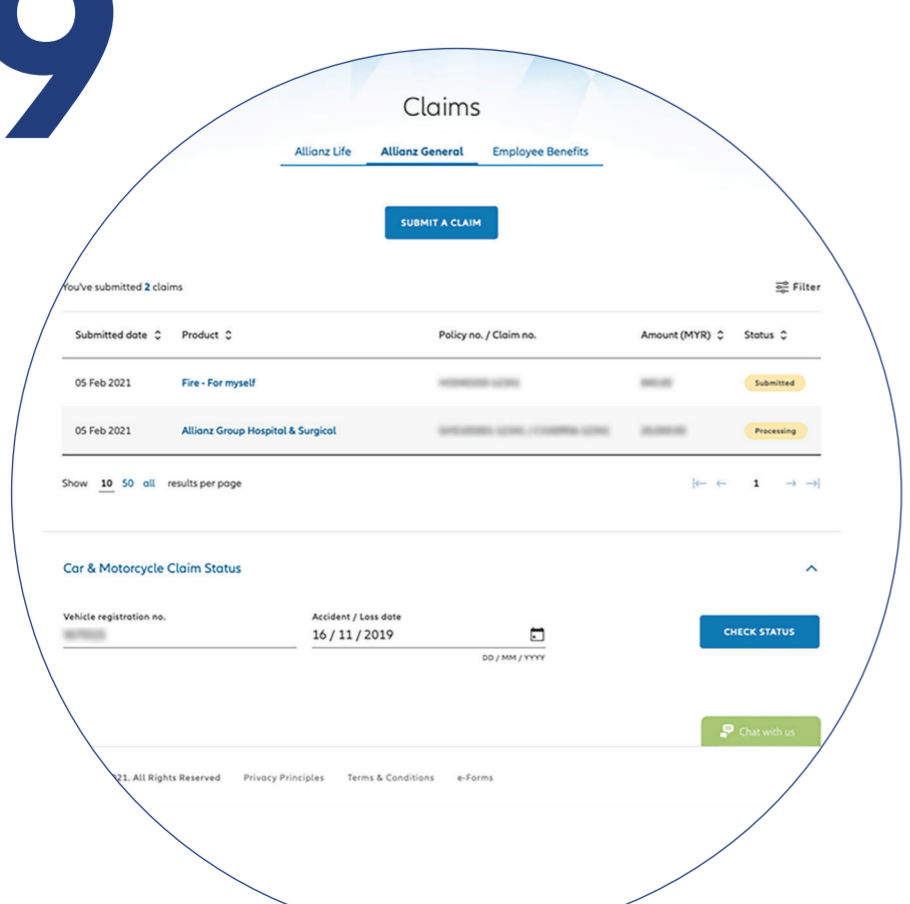 9
Claims
Allianz Life Allianz General Employee Benefits
SUBMIT A CLAIM
You've submitted 2 claims Filter
Submitted date Product Policy no. / Claim no. Amount (MYR) Status
05 Feb 2021 Fire - For myself Submitted
05 Feb 2021 Allianz Group Hospital & Surgical Processing
Show 10 50 all results per page 1
Car & Motorcycle Claim Status
Vehicle registration no. Accident / Loss date
16 / 11 / 2019 CHECK STATUS
DD / MM / YYYY
Chat with us
021. All Rights Reserved Privacy Principles Terms & Conditions e-Forms